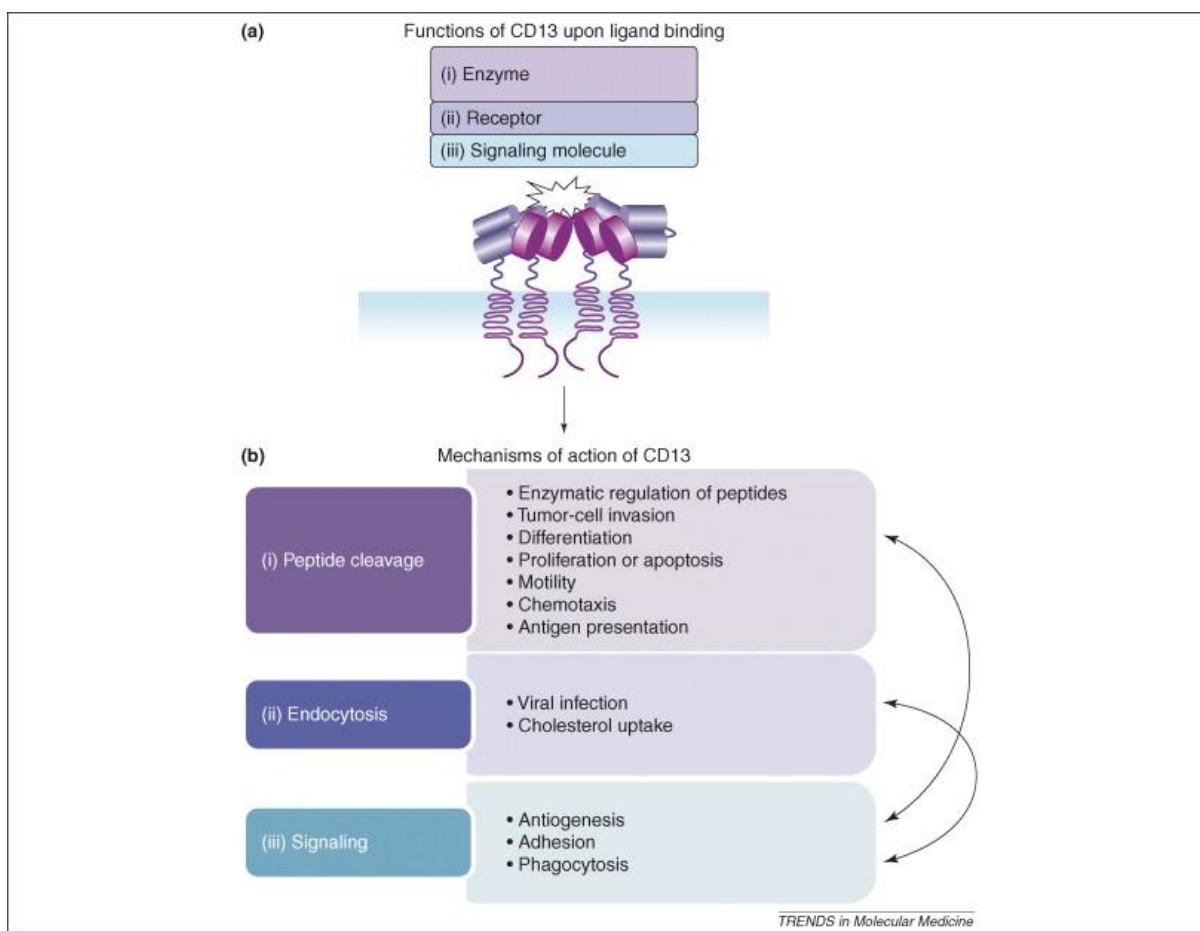 (a) Functions of CD13 upon ligand binding
(i) Enzyme
(ii) Receptor
(iii) Signaling molecule
(b) Mechanisms of action of CD13
(i) Peptide cleavage
• Enzymatic regulation of peptides
• Tumor-cell invasion
• Differentiation
• Proliferation or apoptosis
• Motility
• Chemotaxis
• Antigen presentation
(ii) Endocytosis
• Viral infection
• Cholesterol uptake
(iii) Signaling
• Antiogenesis
• Adhesion
• Phagocytosis
TRENDS in Molecular Medicine